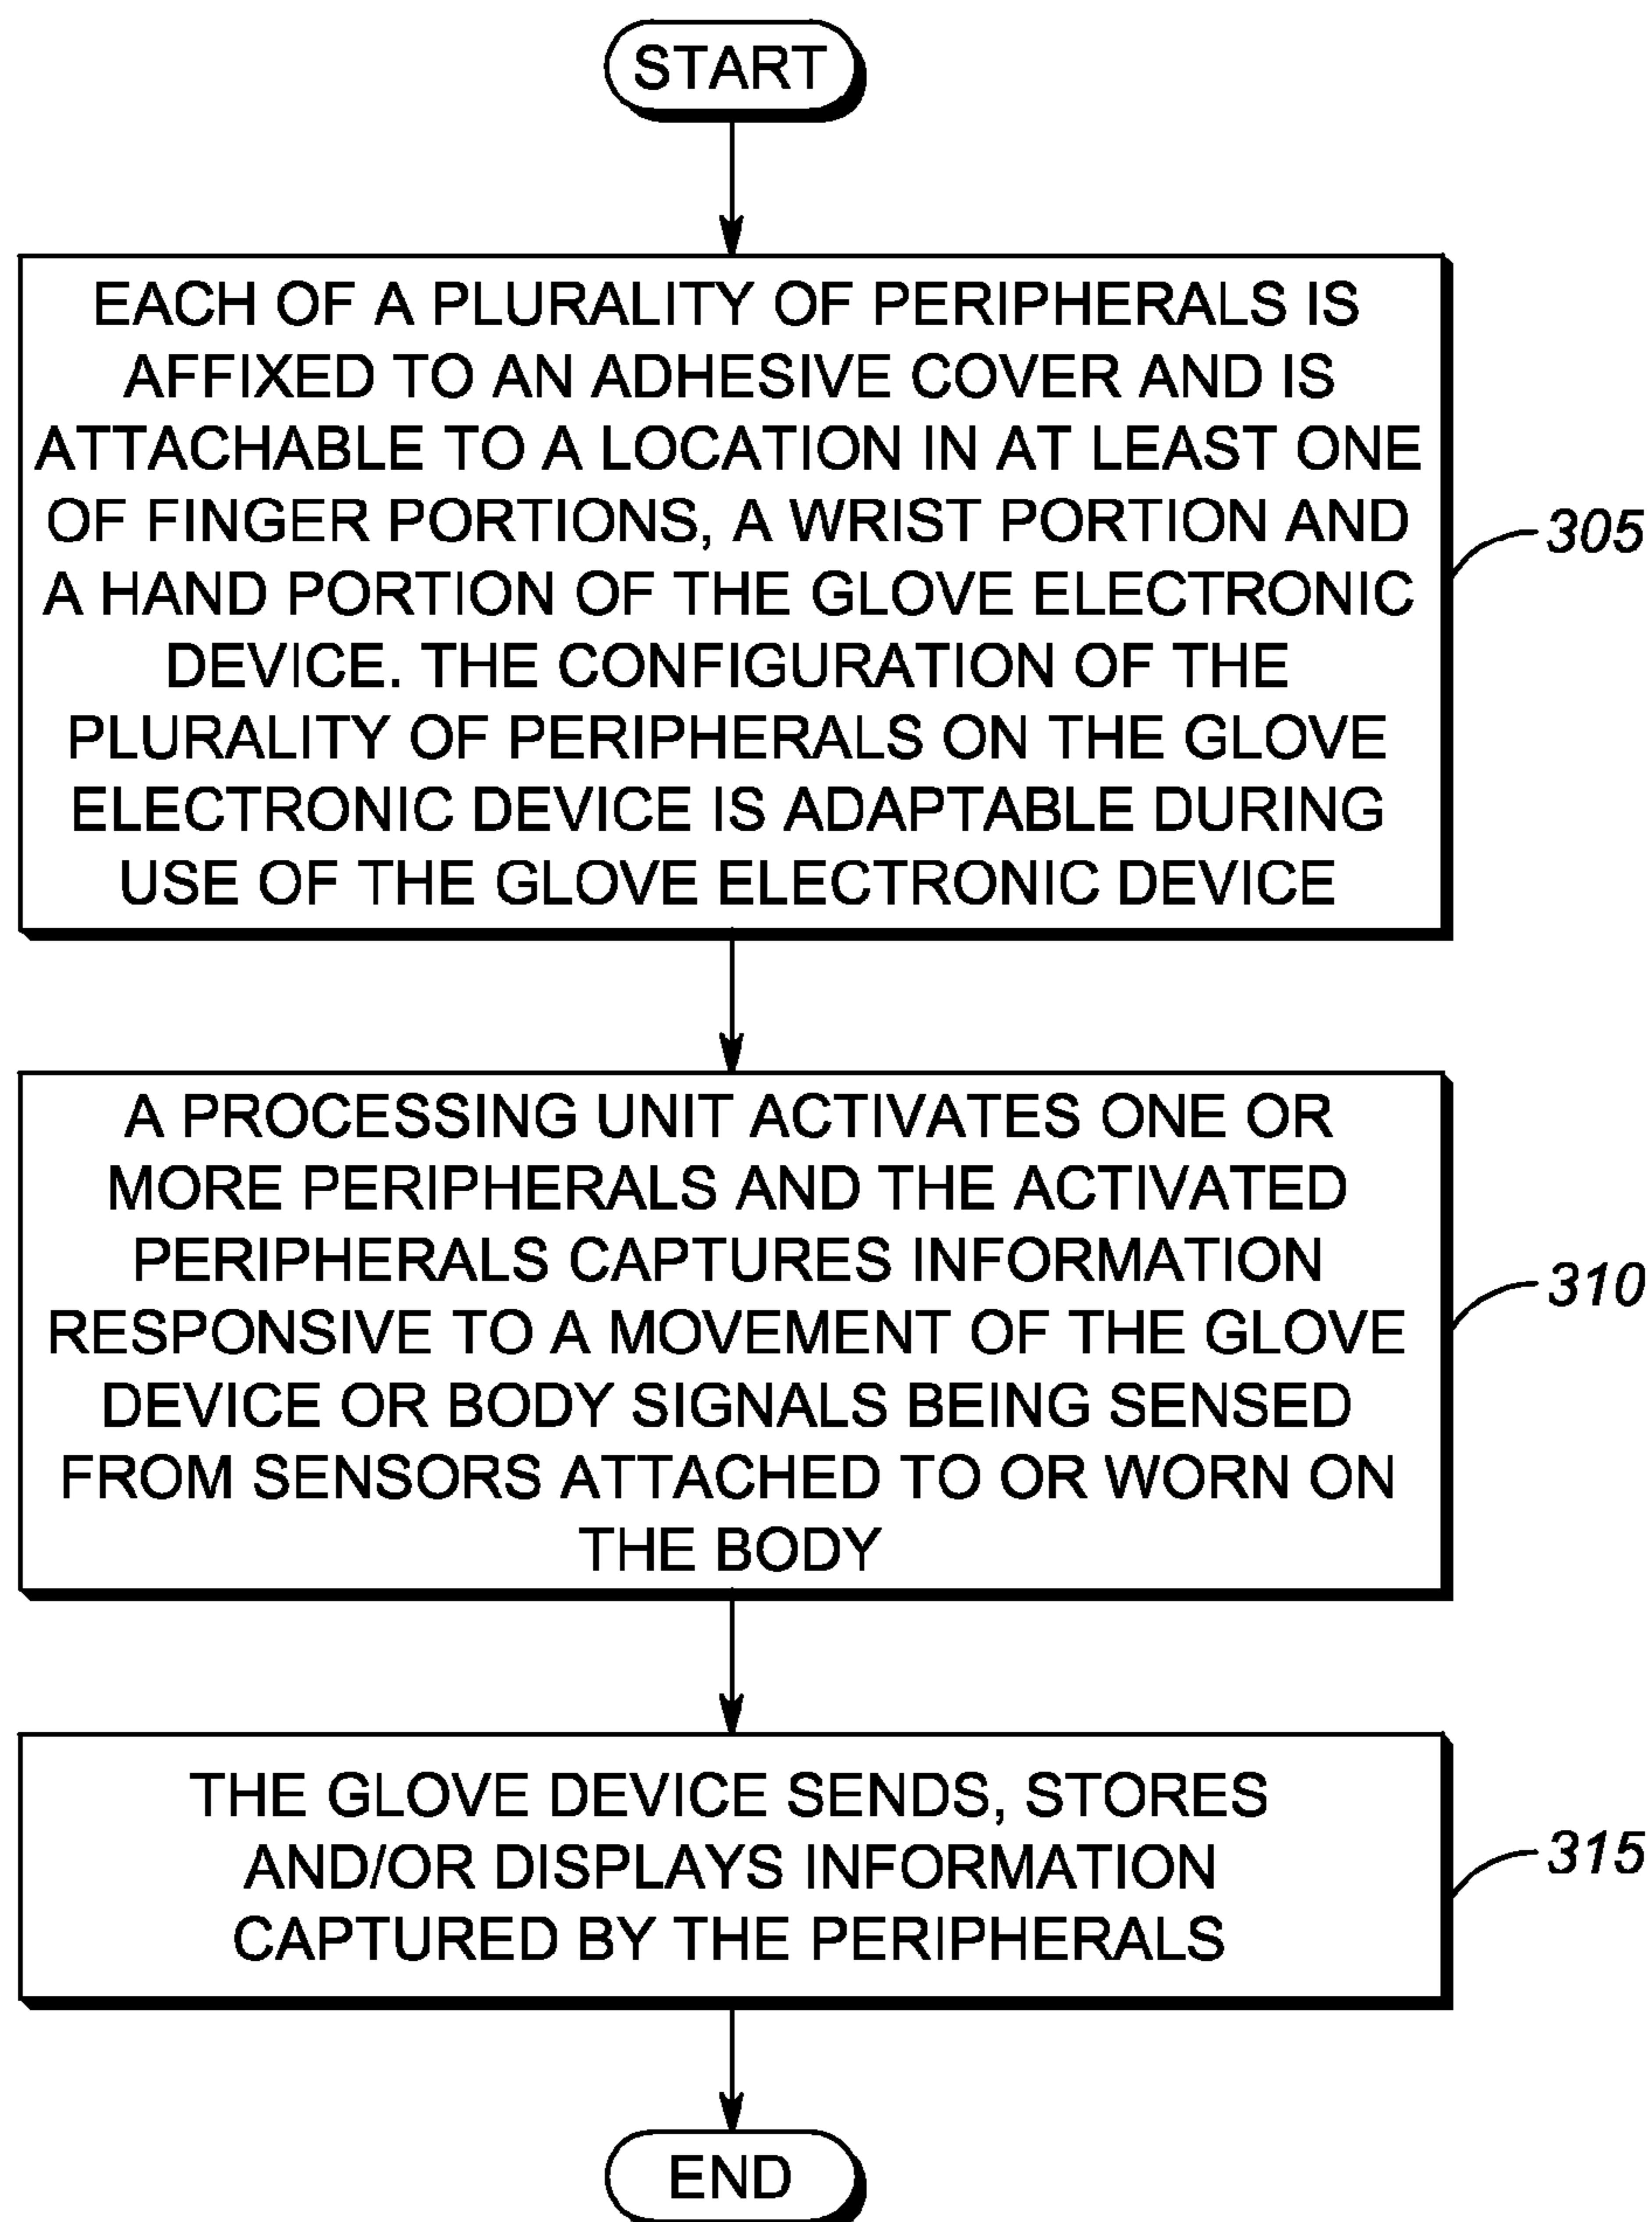 START
EACH OF A PLURALITY OF PERIPHERALS IS
AFFIXED TO AN ADHESIVE COVER AND IS
ATTACHABLE TO A LOCATION IN AT LEAST ONE
OF FINGER PORTIONS, A WRIST PORTION AND
A HAND PORTION OF THE GLOVE ELECTRONIC
DEVICE. THE CONFIGURATION OF THE
PLURALITY OF PERIPHERALS ON THE GLOVE
ELECTRONIC DEVICE IS ADAPTABLE DURING
USE OF THE GLOVE ELECTRONIC DEVICE
305
A PROCESSING UNIT ACTIVATES ONE OR
MORE PERIPHERALS AND THE ACTIVATED
PERIPHERALS CAPTURES INFORMATION
RESPONSIVE TO A MOVEMENT OF THE GLOVE
DEVICE OR BODY SIGNALS BEING SENSED
FROM SENSORS ATTACHED TO OR WORN ON
THE BODY
310
THE GLOVE DEVICE SENDS, STORES
AND/OR DISPLAYS INFORMATION
CAPTURED BY THE PERIPHERALS
315
END